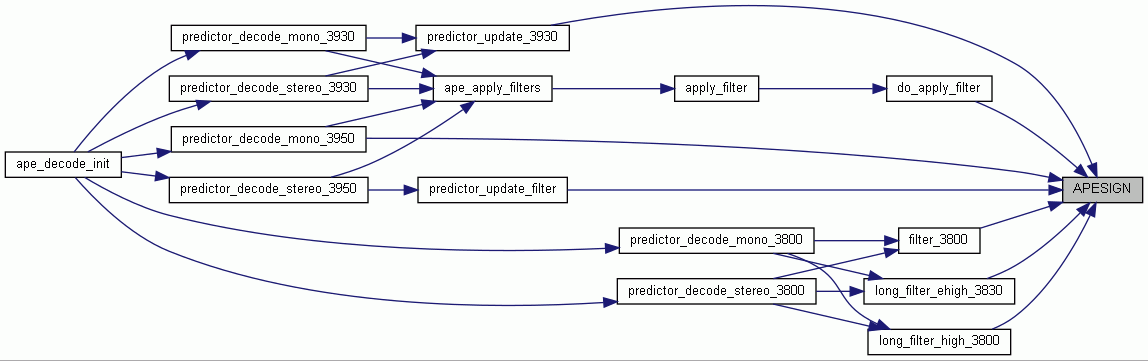 predictor_decode_mono_3930
predictor_update_3930
predictor_decode_stereo_3930
ape_apply_filters
apply_filter
do_apply_filter
predictor_decode_mono_3950
ape_decode_init
predictor_decode_stereo_3950
predictor_update_filter
APESIGN
predictor_decode_mono_3800
filter_3800
predictor_decode_stereo_3800
long_filter_ehigh_3830
long_filter_high_3800